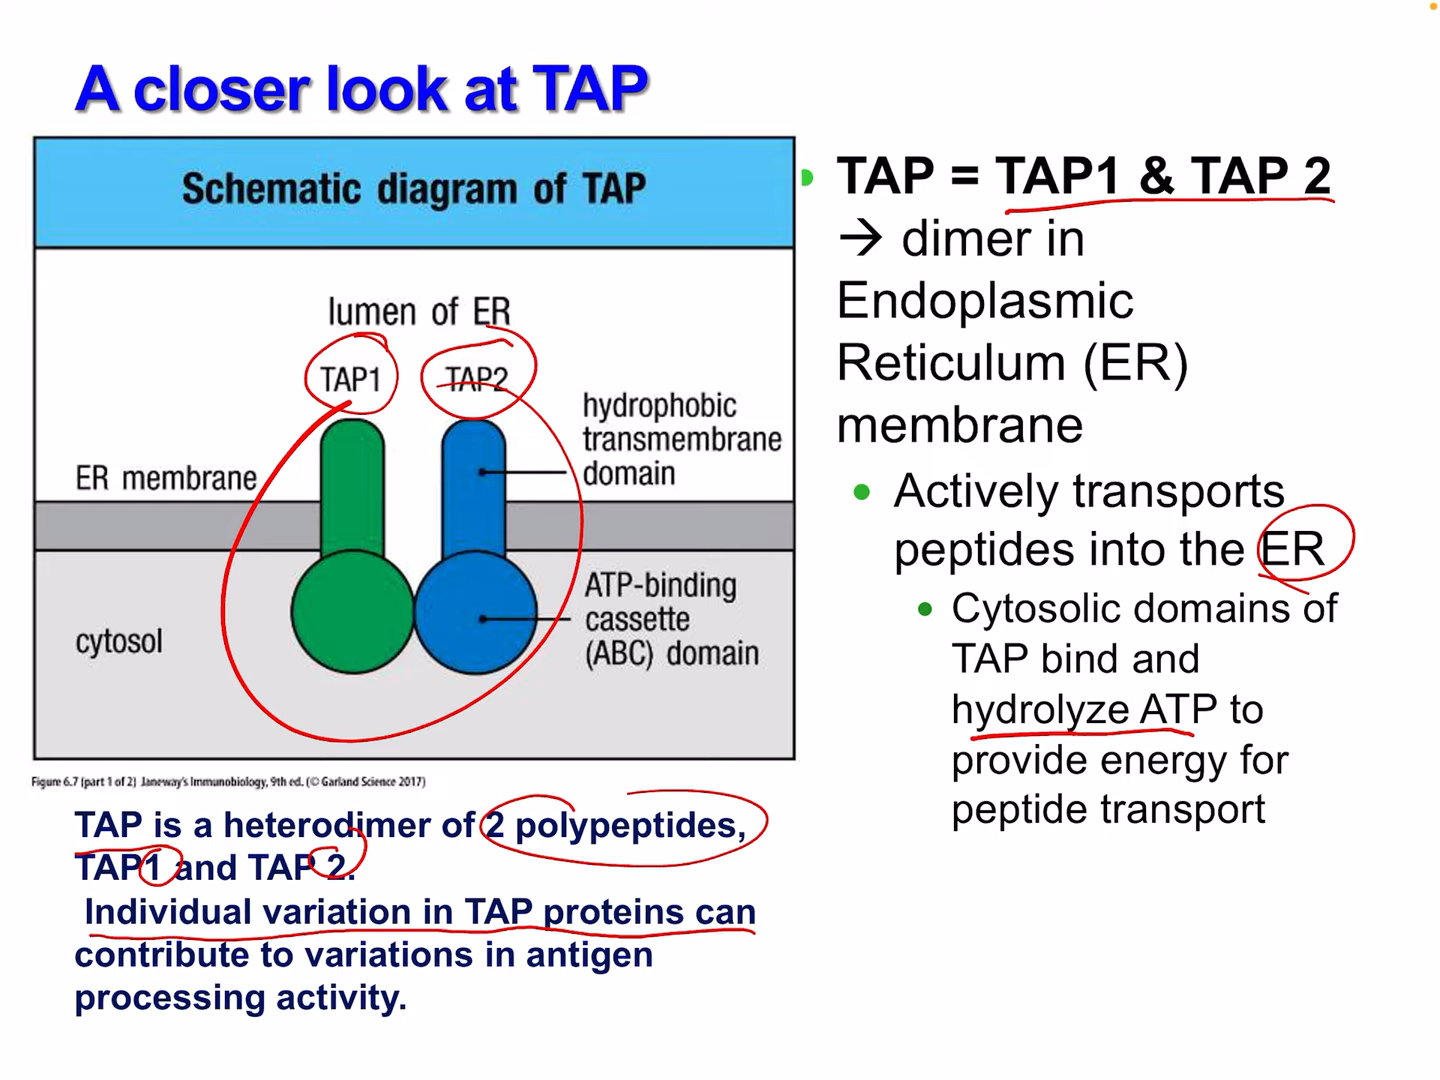 A closer look at TAP
Schematic diagram of TAP
lumen of ER
TAP1
TAP2
hydrophobic
transmembrane
domain
ER membrane
ATP-binding
cassette
(ABC) domain
cytosol
Figure 6.7 (part 1 of 2) Janeway's Immunobiology, 9th ed. (© Garland Science 2017)
TAP is a heterodimer of 2 polypeptides,
TAP1 and TAP 2.
Individual variation in TAP proteins can
contribute to variations in antigen
processing activity.
• TAP = TAP1 & TAP 2
→ dimer in
Endoplasmic
Reticulum (ER)
membrane
• Actively transports
peptides into the ER
• Cytosolic domains of
TAP bind and
hydrolyze ATP to
provide energy for
peptide transport